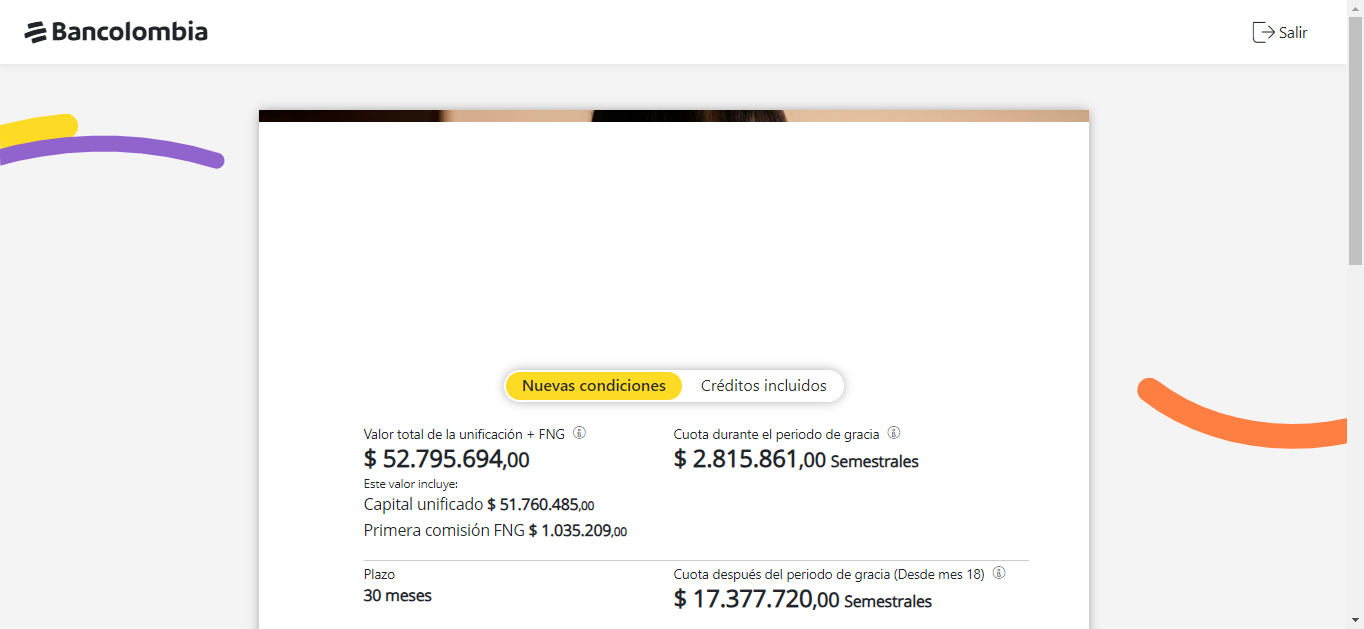 Bancolombia
Salir
Nuevas condiciones
Créditos incluidos
Valor total de la unificación + FNG
$ 52.795.694,00
Este valor incluye:
Capital unificado $ 51.760.485,00
Primera comisión FNG $ 1.035.209,00
Cuota durante el periodo de gracia
$ 2.815.861,00 Semestrales
Plazo
30 meses
Cuota después del periodo de gracia (Desde mes 18)
$ 17.377.720,00 Semestrales